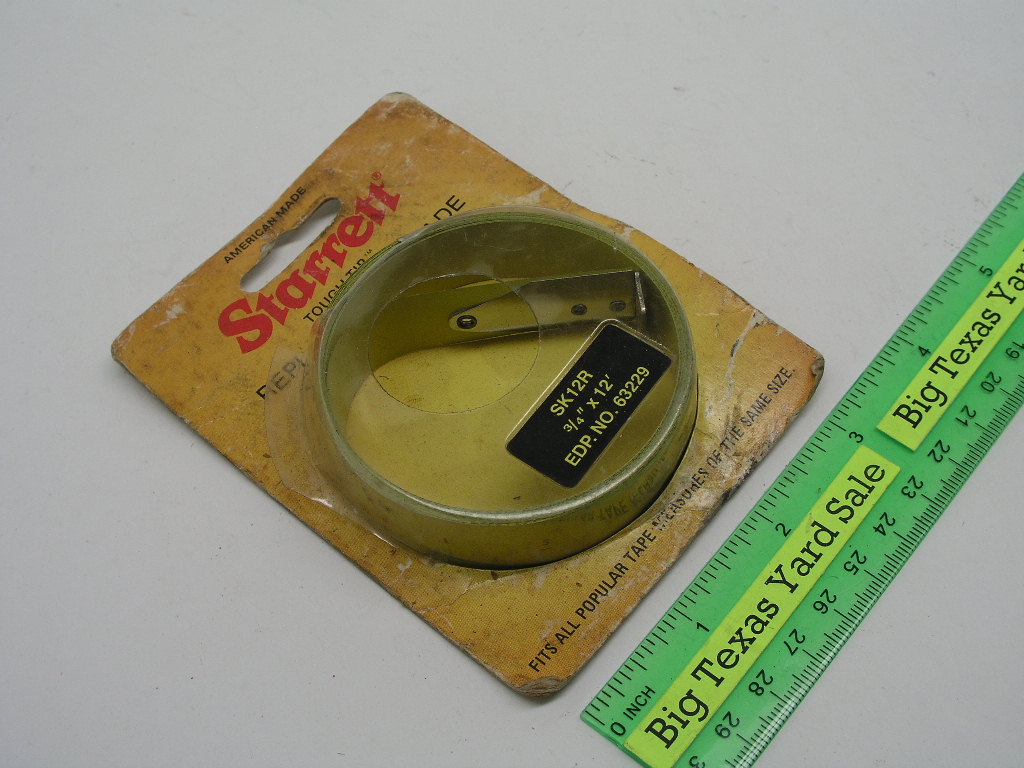 AMERICAN MADE
Starrett®
TOUGH TIP™
SK12R
3/4" X 12'
EDP. NO. 63229
FITS ALL POPULAR TAPE MEASURES OF THE SAME SIZE.
Big Texas Yard Sale
Big Texas Yard
0 INCH 1 2 3 4 5
19 20 21 22 23 24 25 26 27 28 29 3